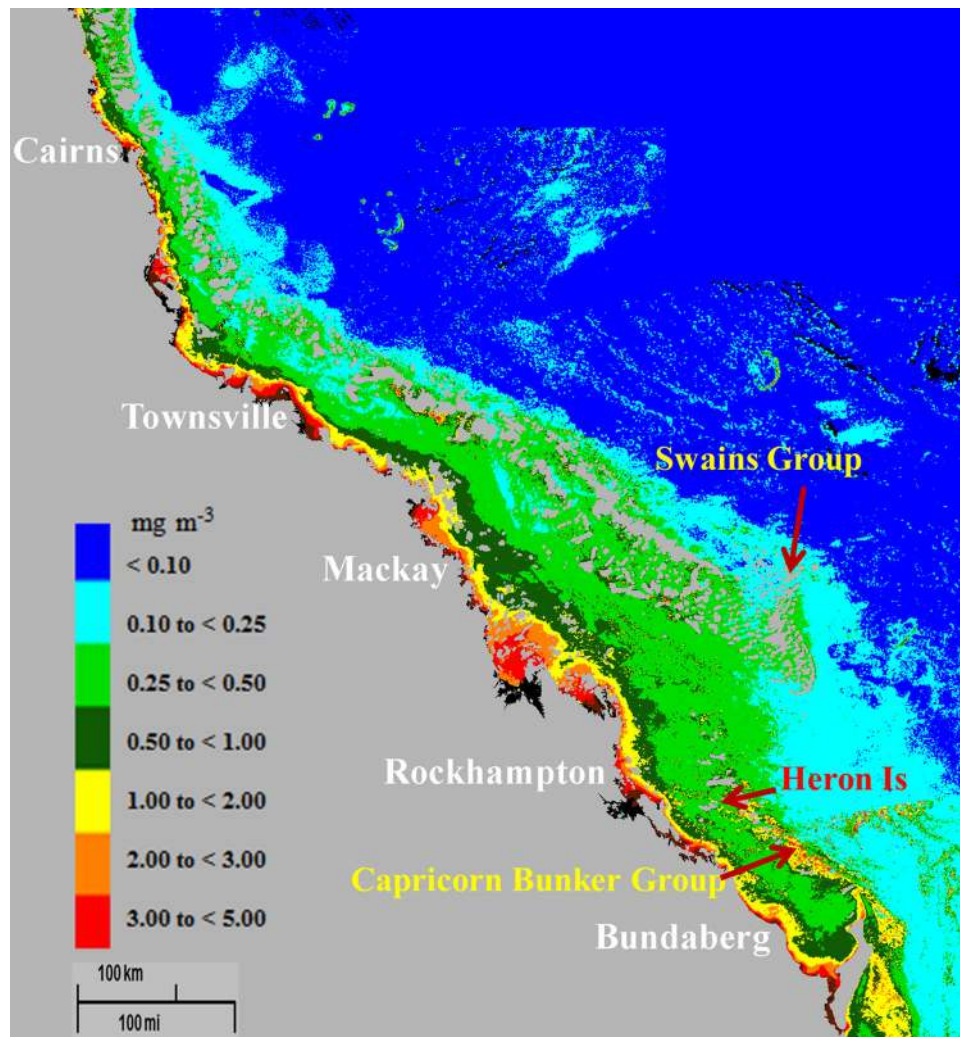 Cairns
Townsville
Swains Group
mg m-3
< 0.10
Mackay
0.10 to < 0.25
0.25 to < 0.50
0.50 to < 1.00
Rockhampton
Heron Is
1.00 to < 2.00
2.00 to < 3.00
Capricorn Bunker Group
3.00 to < 5.00
Bundaberg
100 km
100 mi